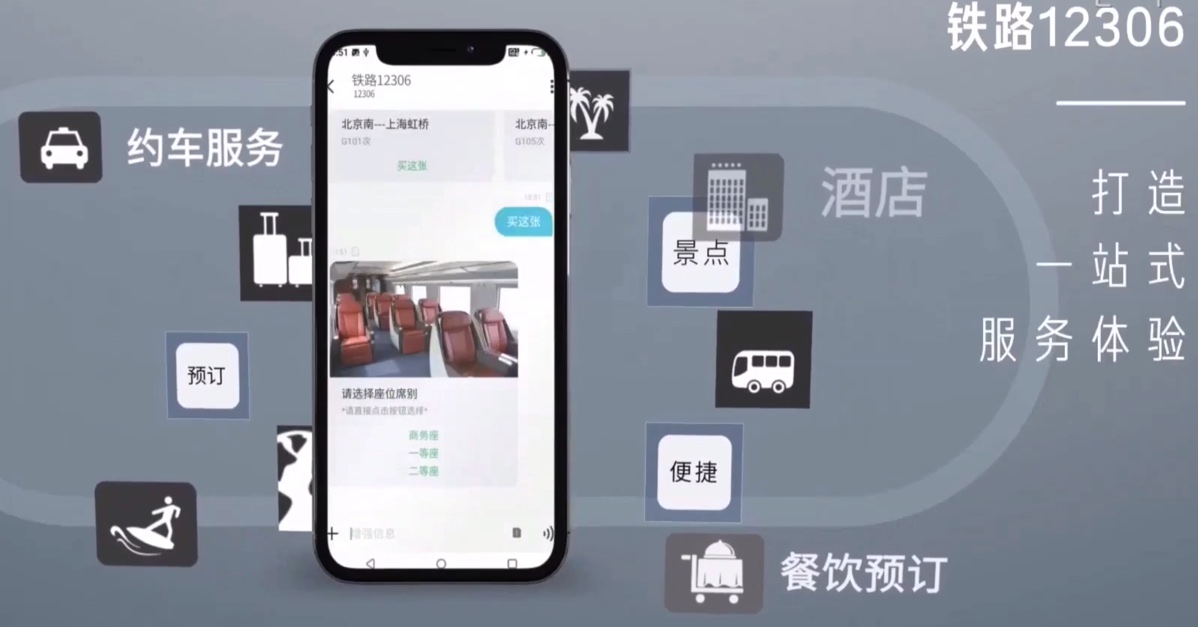 铁路12306
打造
一站式
服务体验
约车服务
预订
酒店
景点
便捷
餐饮预订
铁路12306
12306
北京南---上海虹桥
G101次
买这张
北京南--
G105次
买这张
请选择座位席别
*请直接点击按钮选择*
商务座
一等座
二等座
增强信息